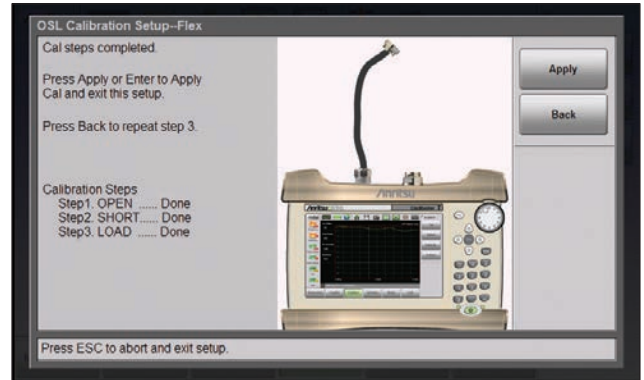 OSL Calibration Setup--Flex
Cal steps completed.
Press Apply or Enter to Apply
Cal and exit this setup.
Press Back to repeat step 3.
Calibration Steps
Step1. OPEN ...... Done
Step2. SHORT...... Done
Step3. LOAD ...... Done
Apply
Back
Anritsu
Press ESC to abort and exit setup.